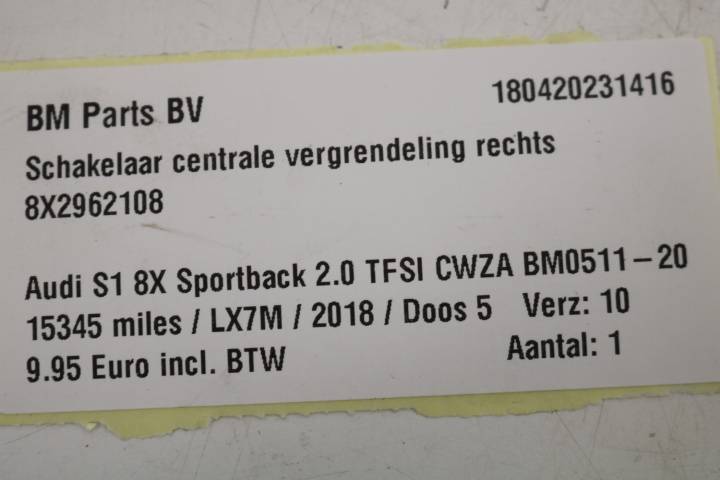 BM Parts BV 180420231416
Schakelaar centrale vergrendeling rechts
8X2962108
Audi S1 8X Sportback 2.0 TFSI CWZA BM0511-20
15345 miles / LX7M / 2018 / Doos 5 Verz: 10
9.95 Euro incl. BTW Aantal: 1